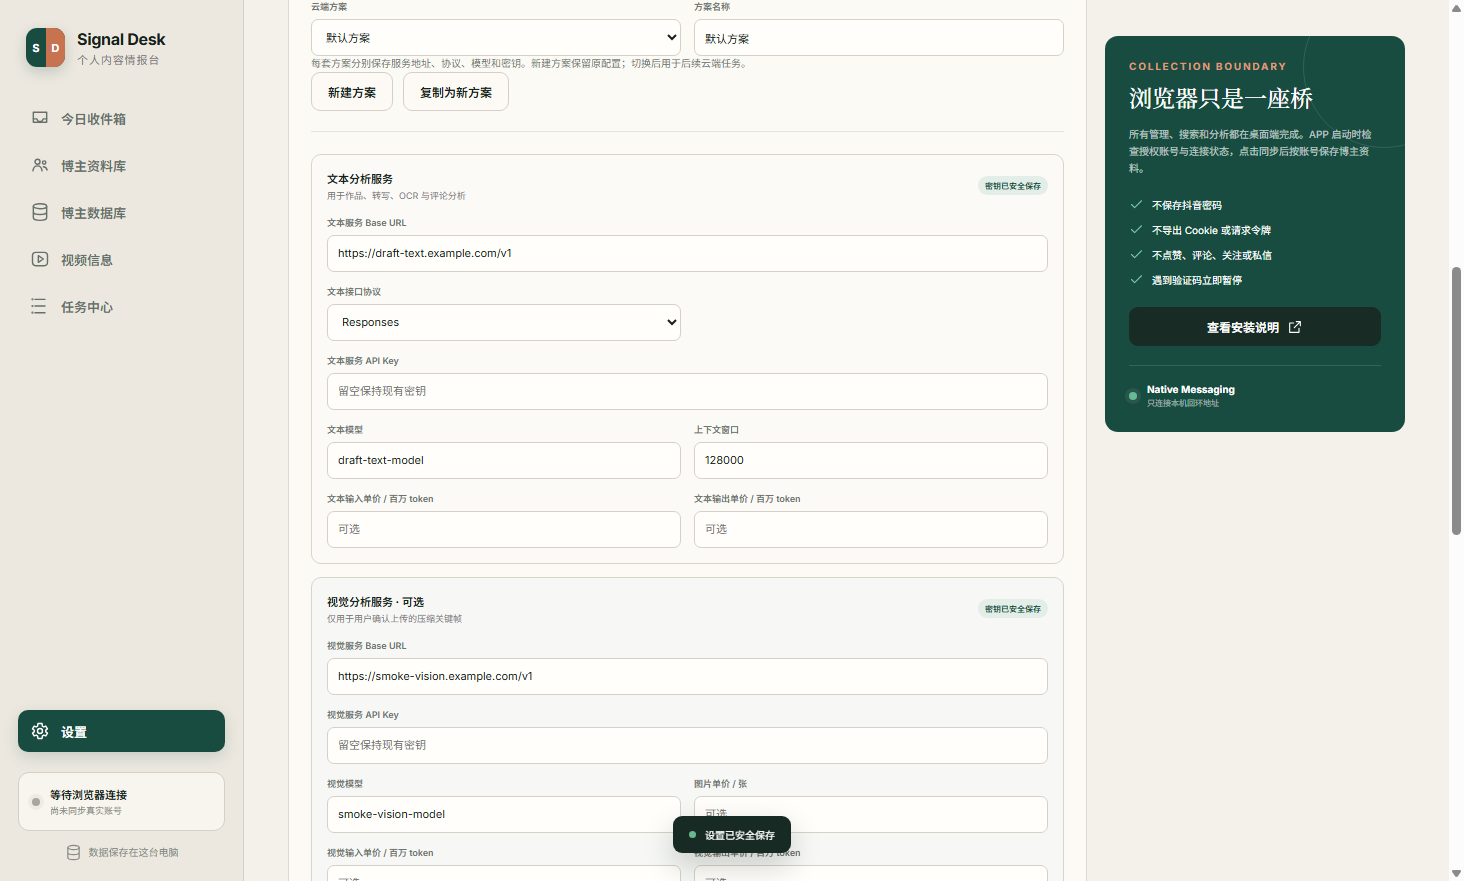 S D
Signal Desk
个人内容情报台
今日收件箱
博主资料库
博主数据库
视频信息
任务中心
设置
等待浏览器连接
尚未同步真实账号
数据保存在这台电脑
云端方案
方案名称
默认方案
默认方案
每套方案分别保存服务地址、协议、模型和密钥。新建方案保留原配置；切换后用于后续云端任务。
新建方案
复制为新方案
文本分析服务
用于作品、转写、OCR 与评论分析
密钥已安全保存
文本服务 Base URL
https://draft-text.example.com/v1
文本接口协议
Responses
文本服务 API Key
留空保持现有密钥
文本模型
上下文窗口
draft-text-model
128000
文本输入单价 / 百万 token
文本输出单价 / 百万 token
可选
可选
视觉分析服务 · 可选
仅用于用户确认上传的压缩关键帧
密钥已安全保存
视觉服务 Base URL
https://smoke-vision.example.com/v1
视觉服务 API Key
留空保持现有密钥
视觉模型
图片单价 / 张
smoke-vision-model
可选
设置已安全保存
视觉输入单价 / 百万 token
视觉输出单价 / 百万 token
可选
可选
COLLECTION BOUNDARY
浏览器只是一座桥
所有管理、搜索和分析都在桌面端完成。APP 启动时检
查授权账号与连接状态，点击同步后按账号保存博主资
料。
不保存抖音密码
不导出 Cookie 或请求令牌
不点赞、评论、关注或私信
遇到验证码立即暂停
查看安装说明
Native Messaging
只连接本机回环地址